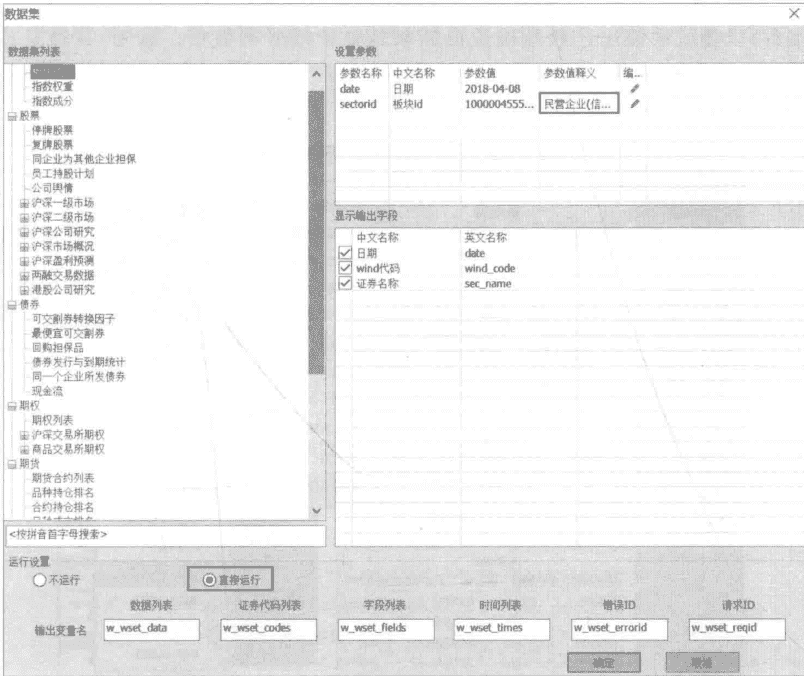 数据集
数据集列表
指数权重
指数成分
股票
停牌股票
复牌股票
同企业为其他企业担保
员工持股计划
公司舆情
沪深一级市场
沪深二级市场
沪深公司研究
沪深市场概况
沪深盈利预测
两融交易数据
港股公司研究
债券
可交割券转换因子
最便宜可交割券
回购担保品
债券发行与到期统计
同一个企业所发债券
现金流
期权
期权列表
沪深交易所期权
商品交易所期权
期货
期货合约列表
品种持仓排名
合约持仓排名
<按拼音首字母搜索>
设置参数
参数名称 中文名称 参数值 参数值释义 编...
date 日期 2018-04-08
sectorid 板块id 1000004555... 民营企业(信...
显示输出字段
中文名称 英文名称
日期 date
wind代码 wind_code
证券名称 sec_name
运行设置
不运行 直接运行
数据列表 证券代码列表 字段列表 时间列表 错误ID 请求ID
输出变量名 w_wset_data w_wset_codes w_wset_fields w_wset_times w_wset_errorid w_wset_reqid
确定 取消